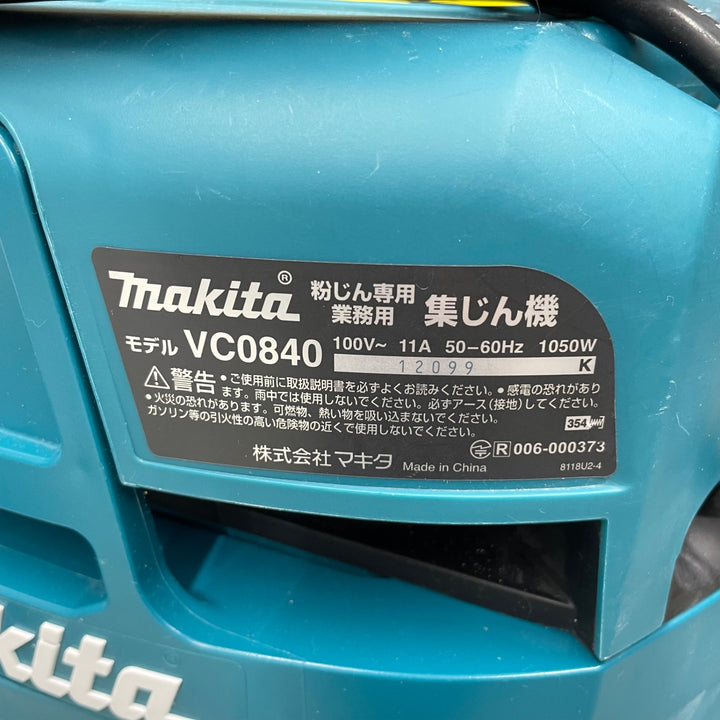 makita®
粉じん専用
業務用
集じん機
モデル VC0840
100V~ 11A 50-60Hz 1050W
12099 K
⚠警告 ・ご使用前に取扱説明書を必ずよくお読みください。・感電の恐れがあり
ます。雨中では使用しないでください。必ずアース(接地)してください。
・火災の恐れがあります。可燃物、熱い物を吸い込まないでください。
ガソリン等の引火性の高い危険物の近くで使用しないでください。
354
R 006-000373
株式会社マキタ Made in China
8118U2-4
kita